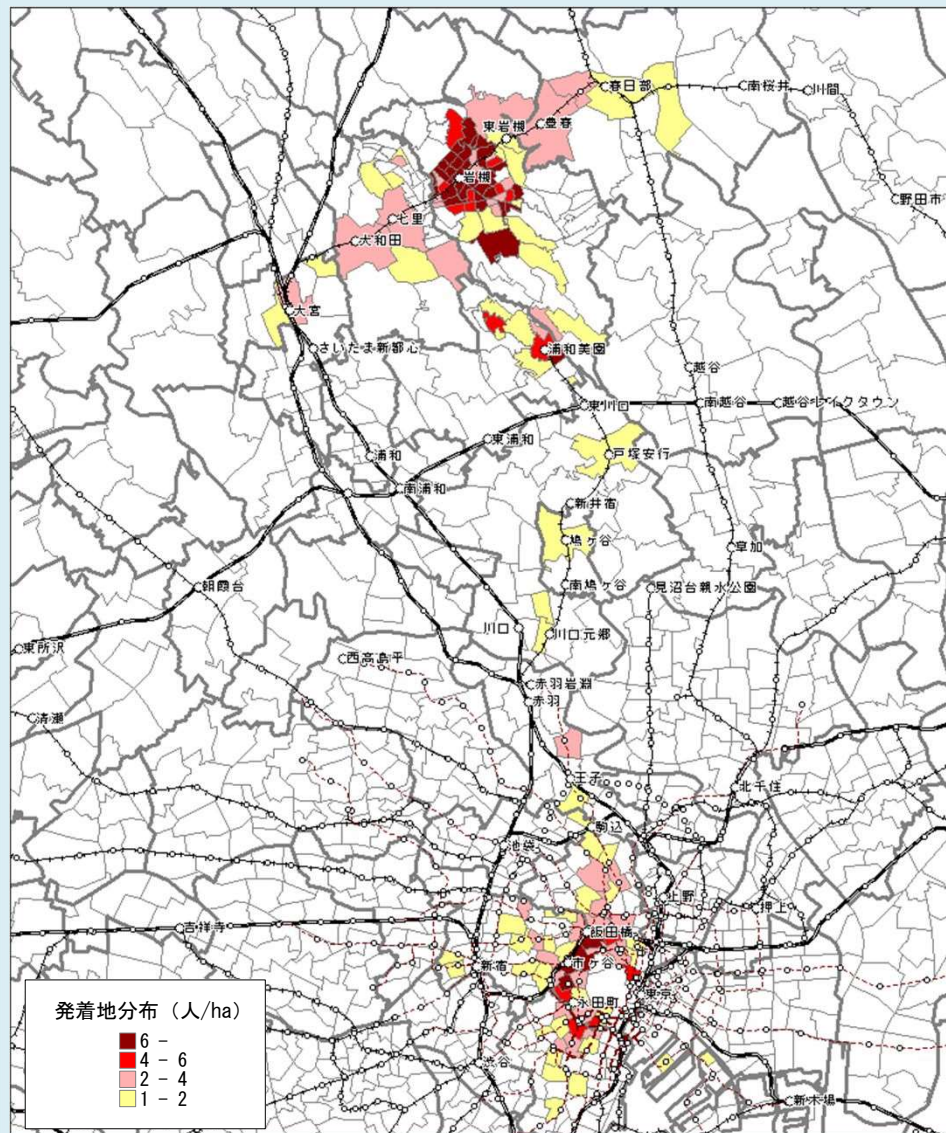 春日部
南桜井
川間
豊春
東岩槻
岩槻
野田市
七里
大和田
大宮
浦和美園
さいたま新都心
越谷
東川口
南越谷
越谷レイクタウン
東浦和
戸塚安行
浦和
南浦和
新井宿
鳩ヶ谷
草加
朝霞台
南鳩ヶ谷
見沼台親水公園
川口
川口元郷
東所沢
西高島平
赤羽岩淵
赤羽
清瀬
王子
北千住
駒込
池袋
上野
押上
吉祥寺
飯田橋
新宿
市ヶ谷
東京
永田町
渋谷
新木場
発着地分布（人/ha）
6 -
4 - 6
2 - 4
1 - 2